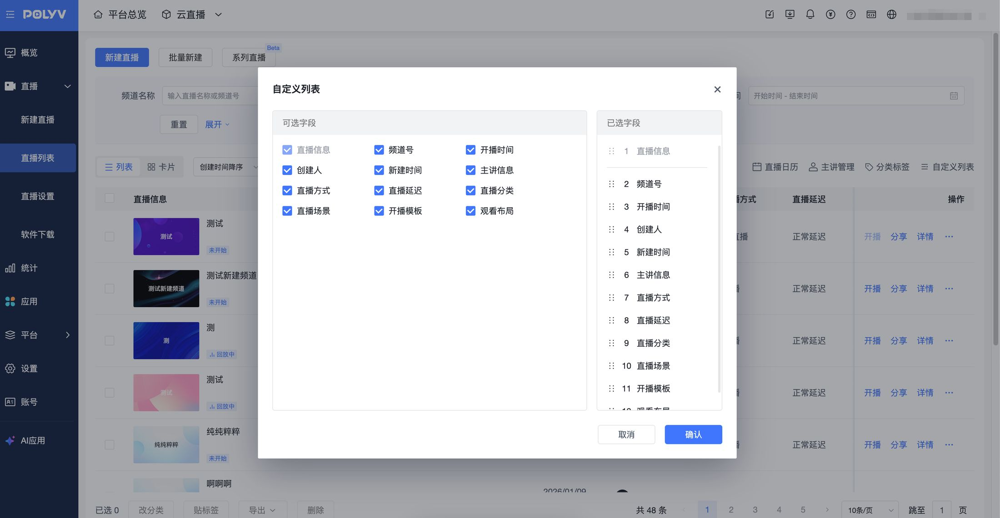 POLYV
平台总览
云直播
概览
直播
新建直播
直播列表
直播设置
软件下载
统计
应用
平台
设置
账号
AI应用
新建直播
批量新建
系列直播
Beta
频道名称
输入直播名称或频道号
开始时间 - 结束时间
重置
展开
列表
卡片
创建时间降序
直播日历
主讲管理
分类标签
自定义列表
直播信息
方式
直播延迟
操作
测试
测试
未开始
直播
正常延迟
开播
分享
详情
测试新建频道
测试新建频道
未开始
正常延迟
开播
分享
详情
测
测
回放中
正常延迟
开播
分享
详情
测试
测试
回放中
正常延迟
开播
分享
详情
纯纯粹粹
纯纯粹粹
未开始
正常延迟
开播
分享
详情
啊啊啊
2026/01/09
已选 0
改分类
贴标签
导出
删除
共 48 条
1
2
3
4
5
10条/页
跳至
1
页
自定义列表
可选字段
直播信息
频道号
开播时间
创建人
新建时间
主讲信息
直播方式
直播延迟
直播分类
直播场景
开播模板
观看布局
已选字段
1 直播信息
2 频道号
3 开播时间
4 创建人
5 新建时间
6 主讲信息
7 直播方式
8 直播延迟
9 直播分类
10 直播场景
11 开播模板
12 观看布局
取消
确认